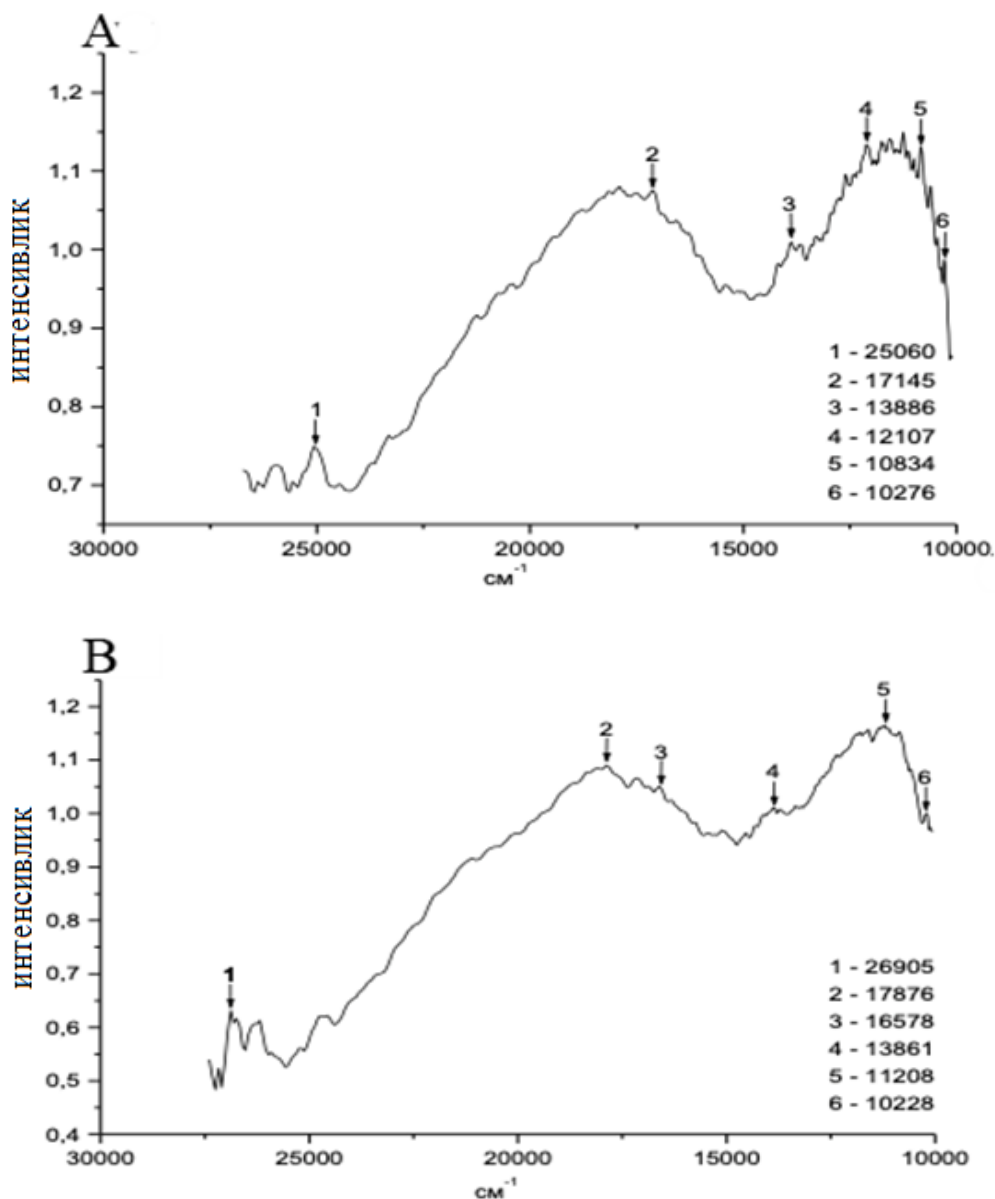 A
интенсивлик
1,2
1,1
1,0
0,9
0,8
0,7
1
2
3
4
5
6
1 - 25060
2 - 17145
3 - 13886
4 - 12107
5 - 10834
6 - 10276
30000 25000 20000 15000 10000.
см⁻¹
B
интенсивлик
1,2
1,1
1,0
0,9
0,8
0,7
0,6
0,5
0,4
1
2
3
4
5
6
1 - 26905
2 - 17876
3 - 16578
4 - 13861
5 - 11208
6 - 10228
30000 25000 20000 15000 10000
см⁻¹